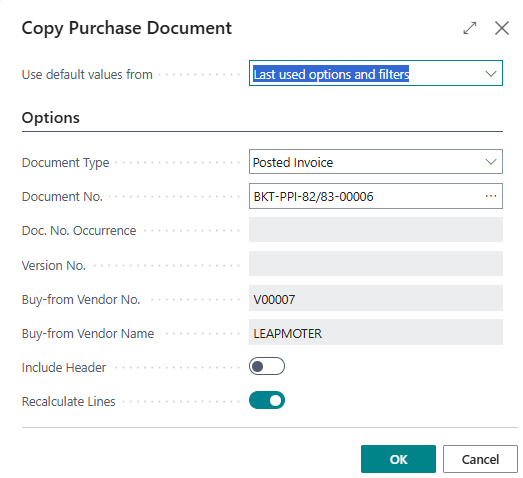 Copy Purchase Document
Use default values from Last used options and filters
Options
Document Type Posted Invoice
Document No. BKT-PPI-82/83-00006
Doc. No. Occurrence
Version No.
Buy-from Vendor No. V00007
Buy-from Vendor Name LEAPMOTER
Include Header
Recalculate Lines
OK Cancel